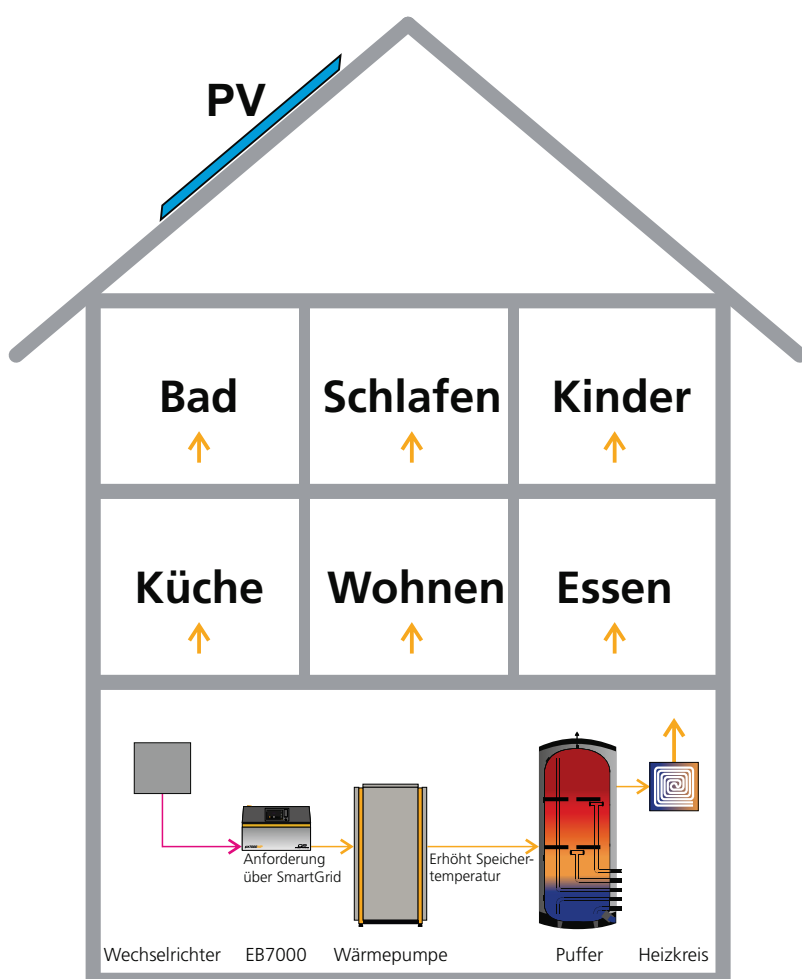 PV
Bad
Schlafen
Kinder
Küche
Wohnen
Essen
Anforderung
über SmartGrid
Erhöht Speicher-
temperatur
Wechselrichter
EB7000
Wärmepumpe
Puffer
Heizkreis